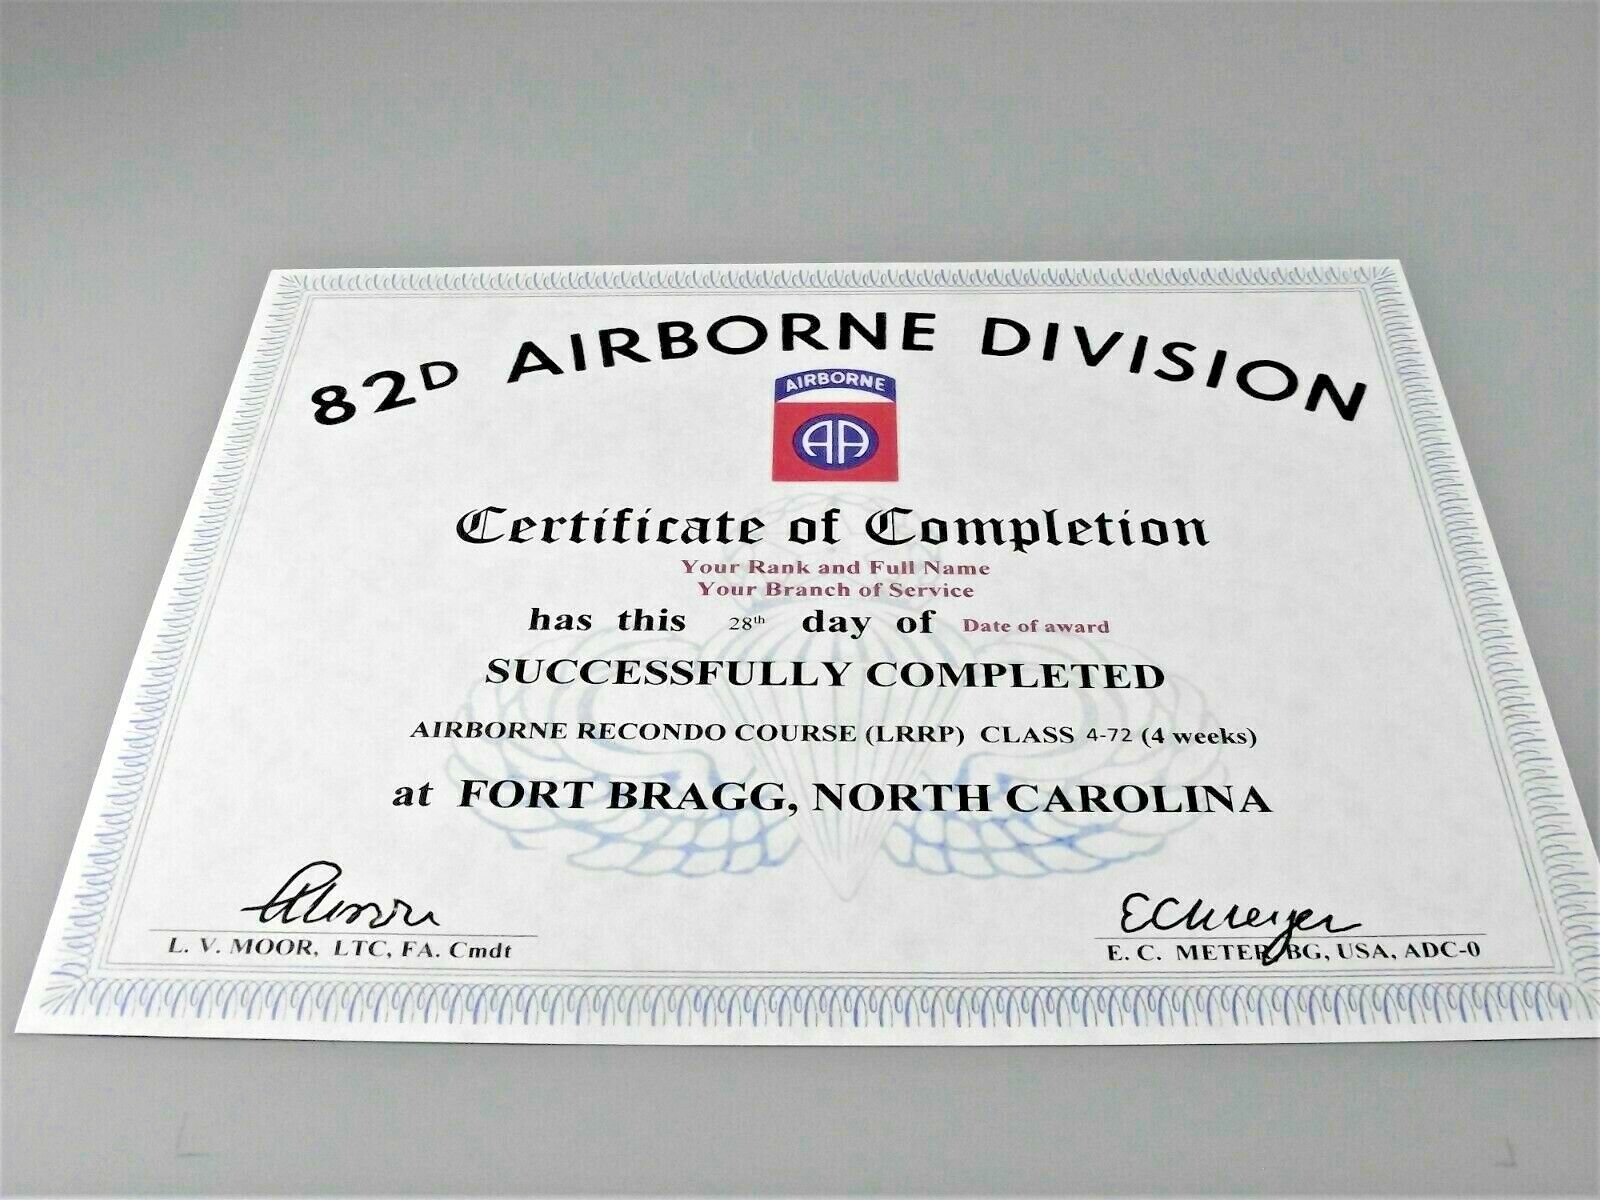 82D AIRBORNE DIVISION
AIRBORNE
AA
Certificate of Completion
Your Rank and Full Name
Your Branch of Service
has this 28th day of Date of award
SUCCESSFULLY COMPLETED
AIRBORNE RECONDO COURSE (LRRP) CLASS 4-72 (4 weeks)
at FORT BRAGG, NORTH CAROLINA
L. V. MOOR, LTC, FA. Cmdt
E. C. METER, BG, USA, ADC-0